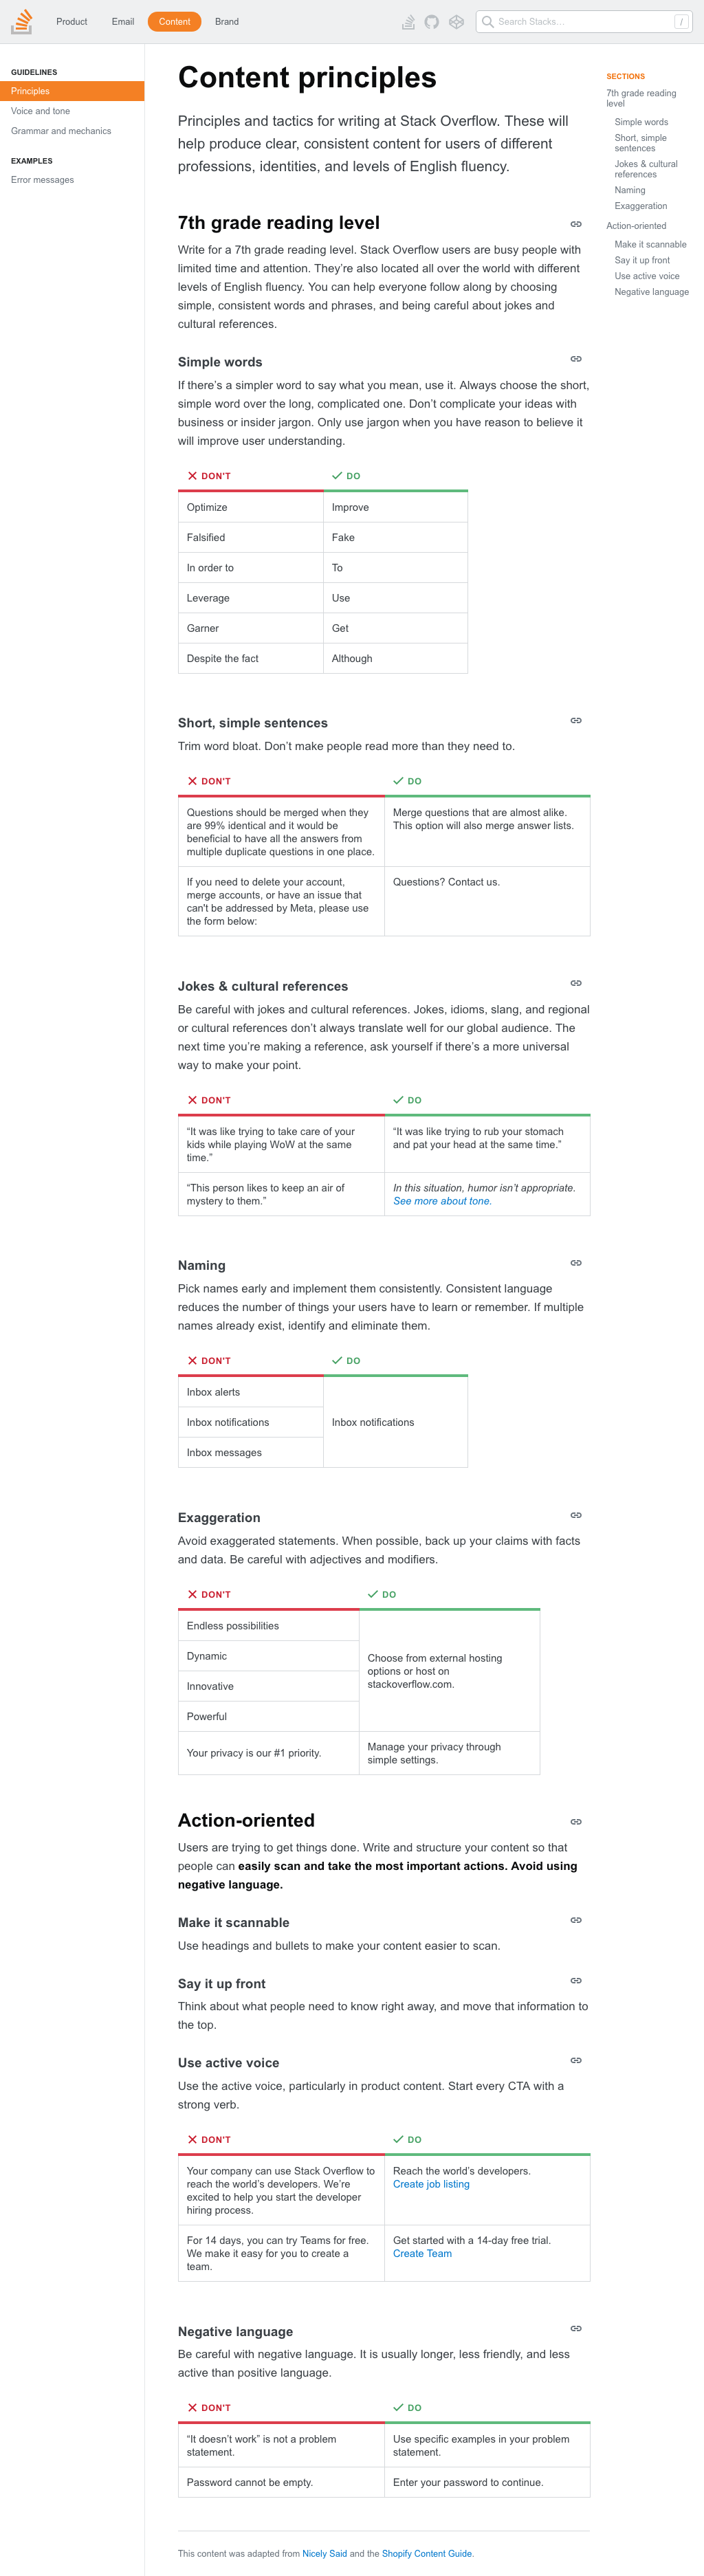 Product
Email
Content
Brand
Search Stacks…
/
GUIDELINES
Principles
Voice and tone
Grammar and mechanics
EXAMPLES
Error messages
Content principles
Principles and tactics for writing at Stack Overflow. These will
help produce clear, consistent content for users of different
professions, identities, and levels of English fluency.
7th grade reading level
Write for a 7th grade reading level. Stack Overflow users are busy people with
limited time and attention. They’re also located all over the world with different
levels of English fluency. You can help everyone follow along by choosing
simple, consistent words and phrases, and being careful about jokes and
cultural references.
Simple words
If there’s a simpler word to say what you mean, use it. Always choose the short,
simple word over the long, complicated one. Don’t complicate your ideas with
business or insider jargon. Only use jargon when you have reason to believe it
will improve user understanding.
DON'T
DO
Optimize
Improve
Falsified
Fake
In order to
To
Leverage
Use
Garner
Get
Despite the fact
Although
Short, simple sentences
Trim word bloat. Don’t make people read more than they need to.
DON'T
DO
Questions should be merged when they
are 99% identical and it would be
beneficial to have all the answers from
multiple duplicate questions in one place.
Merge questions that are almost alike.
This option will also merge answer lists.
If you need to delete your account,
merge accounts, or have an issue that
can't be addressed by Meta, please use
the form below:
Questions? Contact us.
Jokes & cultural references
Be careful with jokes and cultural references. Jokes, idioms, slang, and regional
or cultural references don’t always translate well for our global audience. The
next time you’re making a reference, ask yourself if there’s a more universal
way to make your point.
DON'T
DO
“It was like trying to take care of your
kids while playing WoW at the same
time.”
“It was like trying to rub your stomach
and pat your head at the same time.”
“This person likes to keep an air of
mystery to them.”
In this situation, humor isn’t appropriate.
See more about tone.
Naming
Pick names early and implement them consistently. Consistent language
reduces the number of things your users have to learn or remember. If multiple
names already exist, identify and eliminate them.
DON'T
DO
Inbox alerts
Inbox notifications
Inbox messages
Inbox notifications
Exaggeration
Avoid exaggerated statements. When possible, back up your claims with facts
and data. Be careful with adjectives and modifiers.
DON'T
DO
Endless possibilities
Dynamic
Innovative
Powerful
Choose from external hosting
options or host on
stackoverflow.com.
Your privacy is our #1 priority.
Manage your privacy through
simple settings.
Action-oriented
Users are trying to get things done. Write and structure your content so that
people can easily scan and take the most important actions. Avoid using
negative language.
Make it scannable
Use headings and bullets to make your content easier to scan.
Say it up front
Think about what people need to know right away, and move that information to
the top.
Use active voice
Use the active voice, particularly in product content. Start every CTA with a
strong verb.
DON'T
DO
Your company can use Stack Overflow to
reach the world’s developers. We’re
excited to help you start the developer
hiring process.
Reach the world’s developers.
Create job listing
For 14 days, you can try Teams for free.
We make it easy for you to create a
team.
Get started with a 14-day free trial.
Create Team
Negative language
Be careful with negative language. It is usually longer, less friendly, and less
active than positive language.
DON'T
DO
“It doesn’t work” is not a problem
statement.
Use specific examples in your problem
statement.
Password cannot be empty.
Enter your password to continue.
This content was adapted from Nicely Said and the Shopify Content Guide.
SECTIONS
7th grade reading
level
Simple words
Short, simple
sentences
Jokes & cultural
references
Naming
Exaggeration
Action-oriented
Make it scannable
Say it up front
Use active voice
Negative language